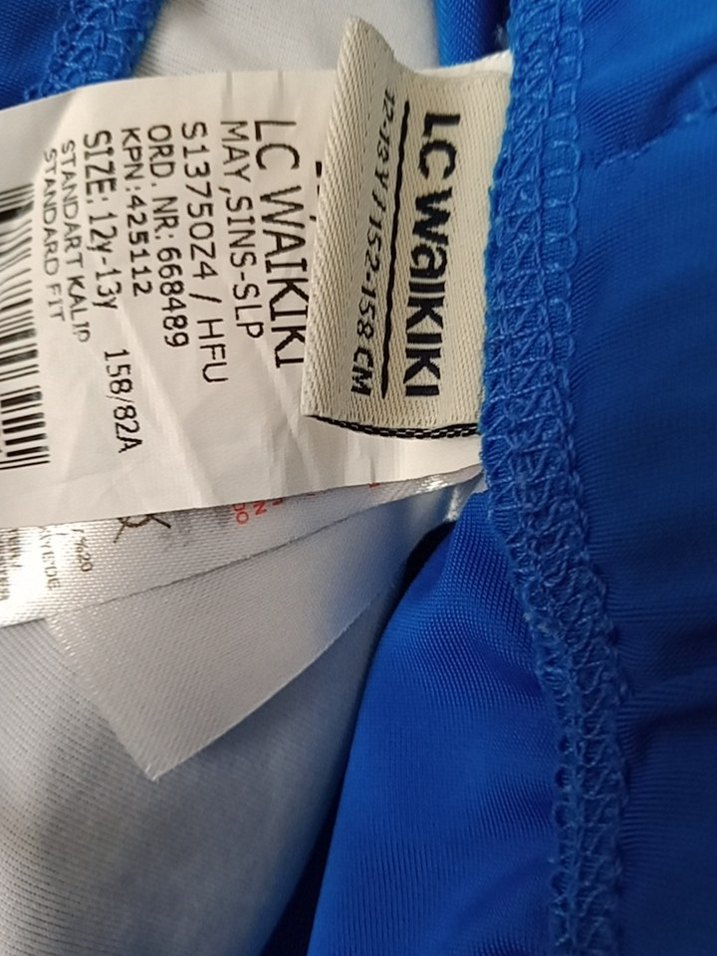 LC WAIKIKI
12-13 Y / 152-158 CM
LC WAIKIKI
MAY,SINS-SLP
S1375OZ4 / HFU
ORD. NR: 668489
KPN:425112
SIZE: 12y-13y 158/82A
STANDART KALIP
STANDARD FIT